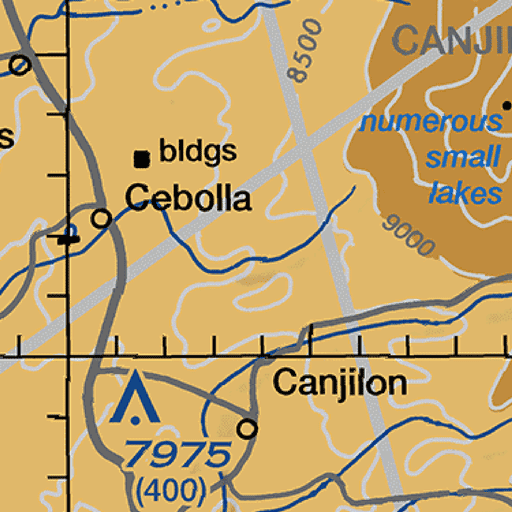 8500
CANJI
numerous
small
lakes
s
bldgs
Cebolla
9000
Canjilon
7975
(400)